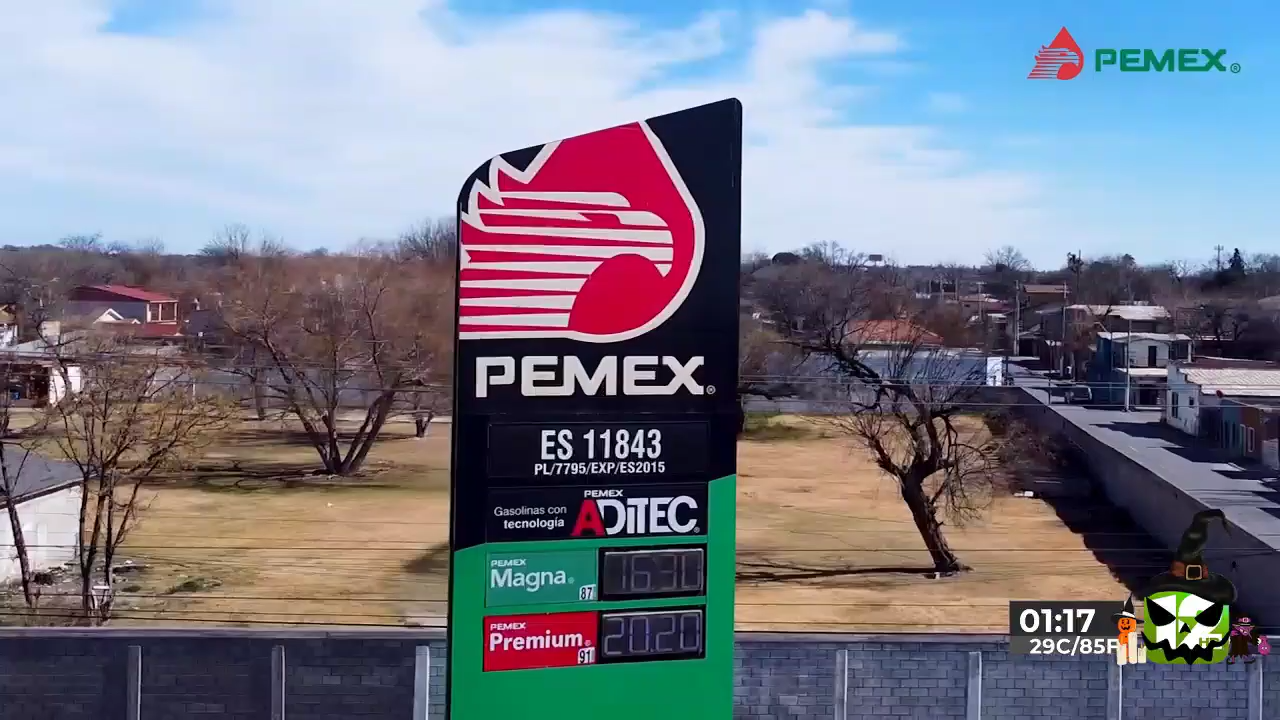 PEMEX®
PEMEX®
ES 11843
PL/7795/EXP/ES2015
PEMEX
Gasolinas con
tecnología
ADiTEC®
PEMEX
Magna®
87
16.30
PEMEX
Premium®
91
20.20
01:17
29C/85F